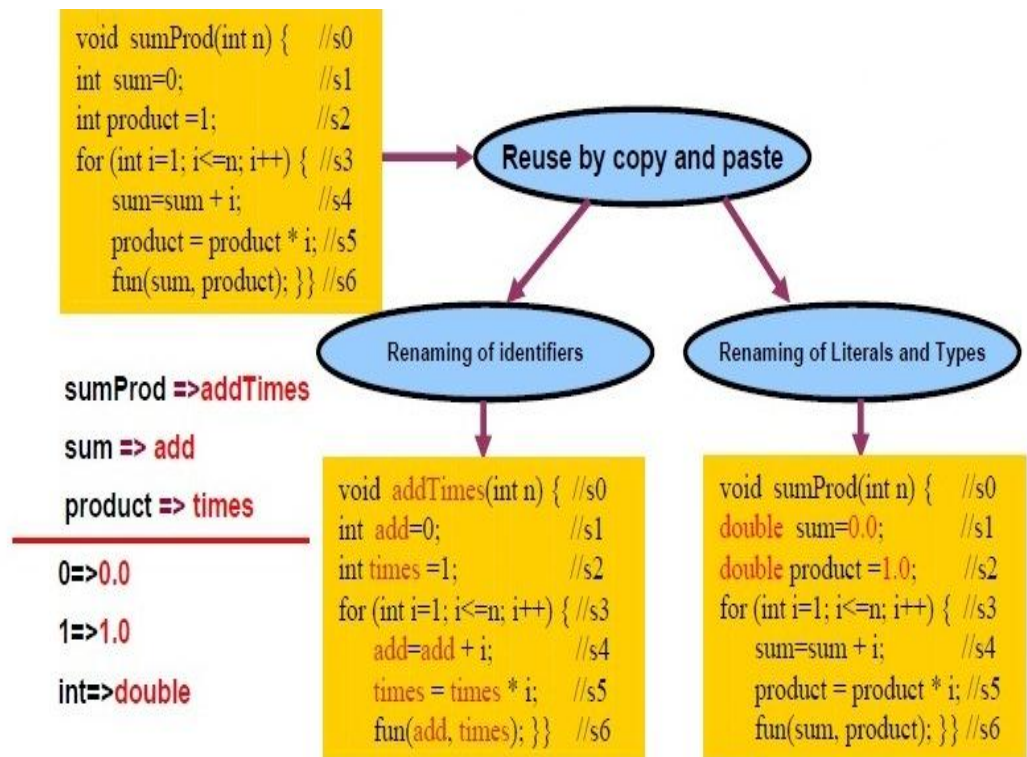 void sumProd(int n) { //s0
int sum=0; //s1
int product =1; //s2
for (int i=1; i<=n; i++) { //s3
sum=sum + i; //s4
product = product * i; //s5
fun(sum, product); }} //s6
Reuse by copy and paste
Renaming of identifiers
Renaming of Literals and Types
sumProd =>addTimes
sum => add
product => times
0=>0.0
1=>1.0
int=>double
void addTimes(int n) { //s0
int add=0; //s1
int times =1; //s2
for (int i=1; i<=n; i++) { //s3
add=add + i; //s4
times = times * i; //s5
fun(add, times); }} //s6
void sumProd(int n) { //s0
double sum=0.0; //s1
double product =1.0; //s2
for (int i=1; i<=n; i++) { //s3
sum=sum + i; //s4
product = product * i; //s5
fun(sum, product); }} //s6